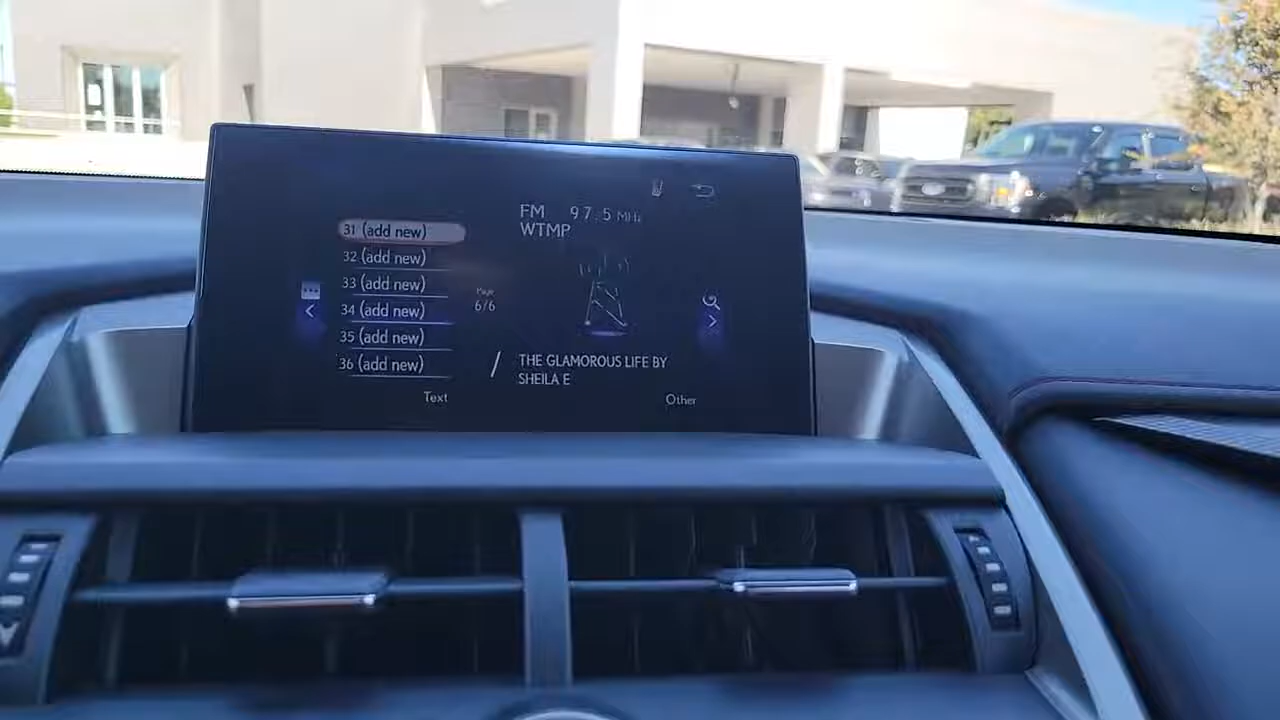 FM 97.5 MHz
WTMP
31 (add new)
32 (add new)
33 (add new)
34 (add new)
35 (add new)
36 (add new)
Page
6/6
THE GLAMOROUS LIFE BY
SHEILA E
Text
Other